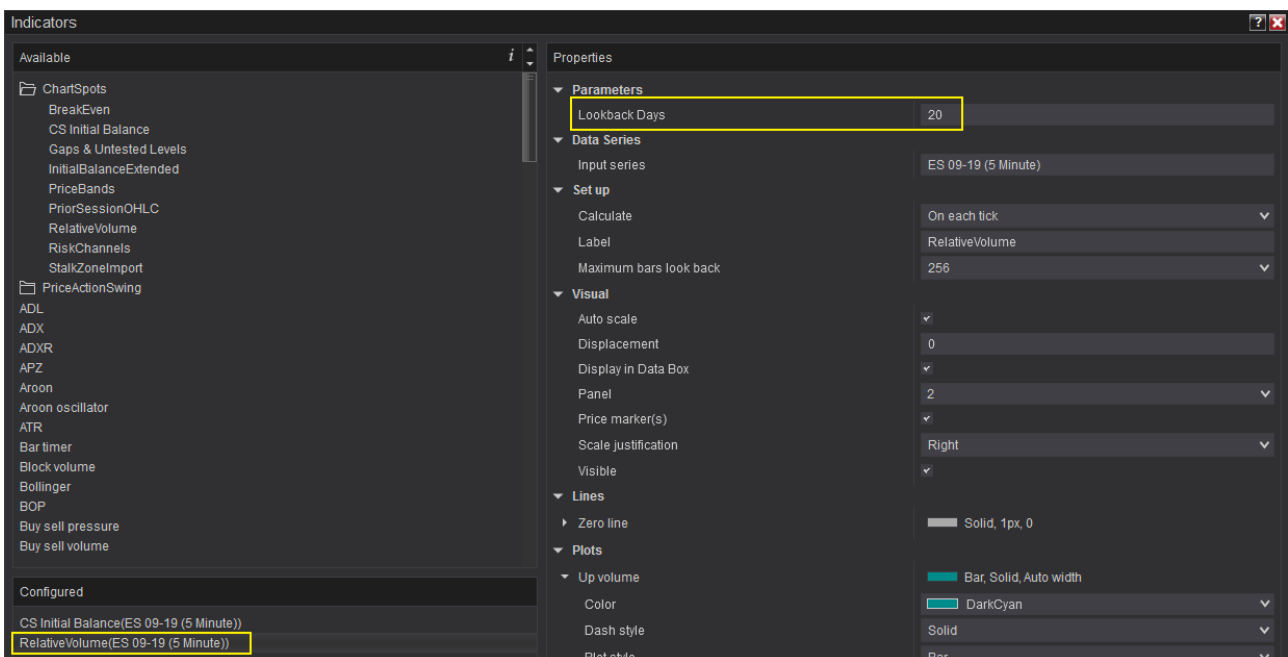 Indicators
?
Available
i
ChartSpots
BreakEven
CS Initial Balance
Gaps & Untested Levels
InitialBalanceExtended
PriceBands
PriorSessionOHLC
RelativeVolume
RiskChannels
StalkZoneImport
PriceActionSwing
ADL
ADX
ADXR
APZ
Aroon
Aroon oscillator
ATR
Bar timer
Block volume
Bollinger
BOP
Buy sell pressure
Buy sell volume
Configured
CS Initial Balance(ES 09-19 (5 Minute))
RelativeVolume(ES 09-19 (5 Minute))
Properties
Parameters
Lookback Days 20
Data Series
Input series ES 09-19 (5 Minute)
Set up
Calculate On each tick
Label RelativeVolume
Maximum bars look back 256
Visual
Auto scale
Displacement 0
Display in Data Box
Panel 2
Price marker(s)
Scale justification Right
Visible
Lines
Zero line Solid, 1px, 0
Plots
Up volume Bar, Solid, Auto width
Color DarkCyan
Dash style Solid
Plot style Bar